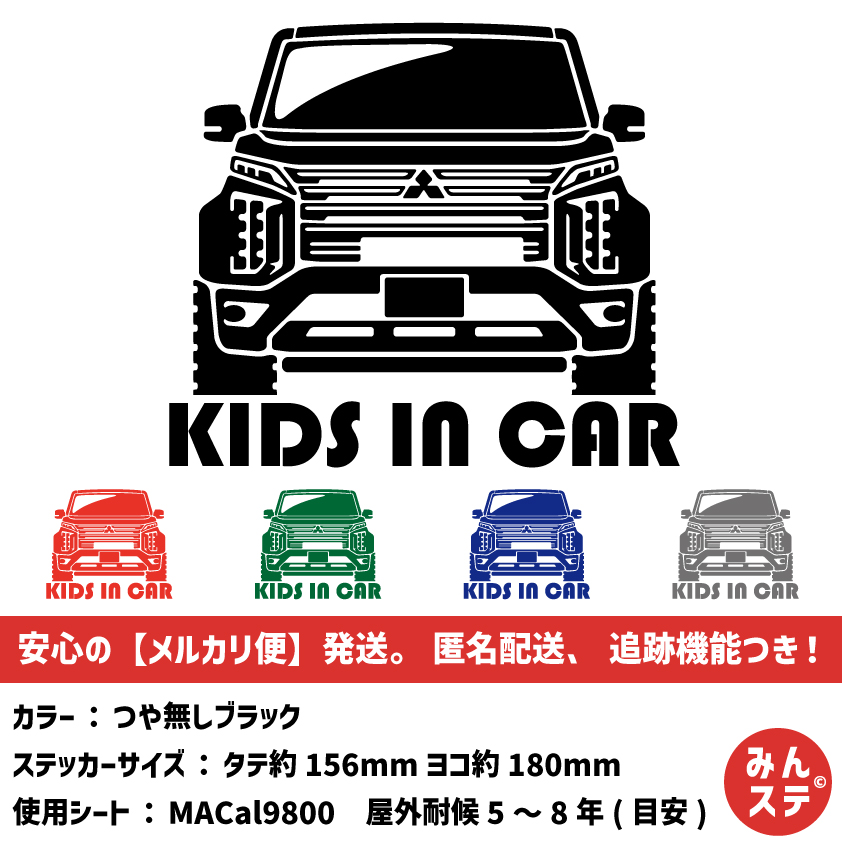 KIDS IN CAR
KIDS IN CAR KIDS IN CAR KIDS IN CAR KIDS IN CAR
安心の【メルカリ便】発送。 匿名配送、 追跡機能つき!
カラー : つや無しブラック
ステッカーサイズ : タテ約 156mm ヨコ約 180mm
使用シート : MACal9800 屋外耐候 5 ～ 8 年 ( 目安 )
みん
ステ©